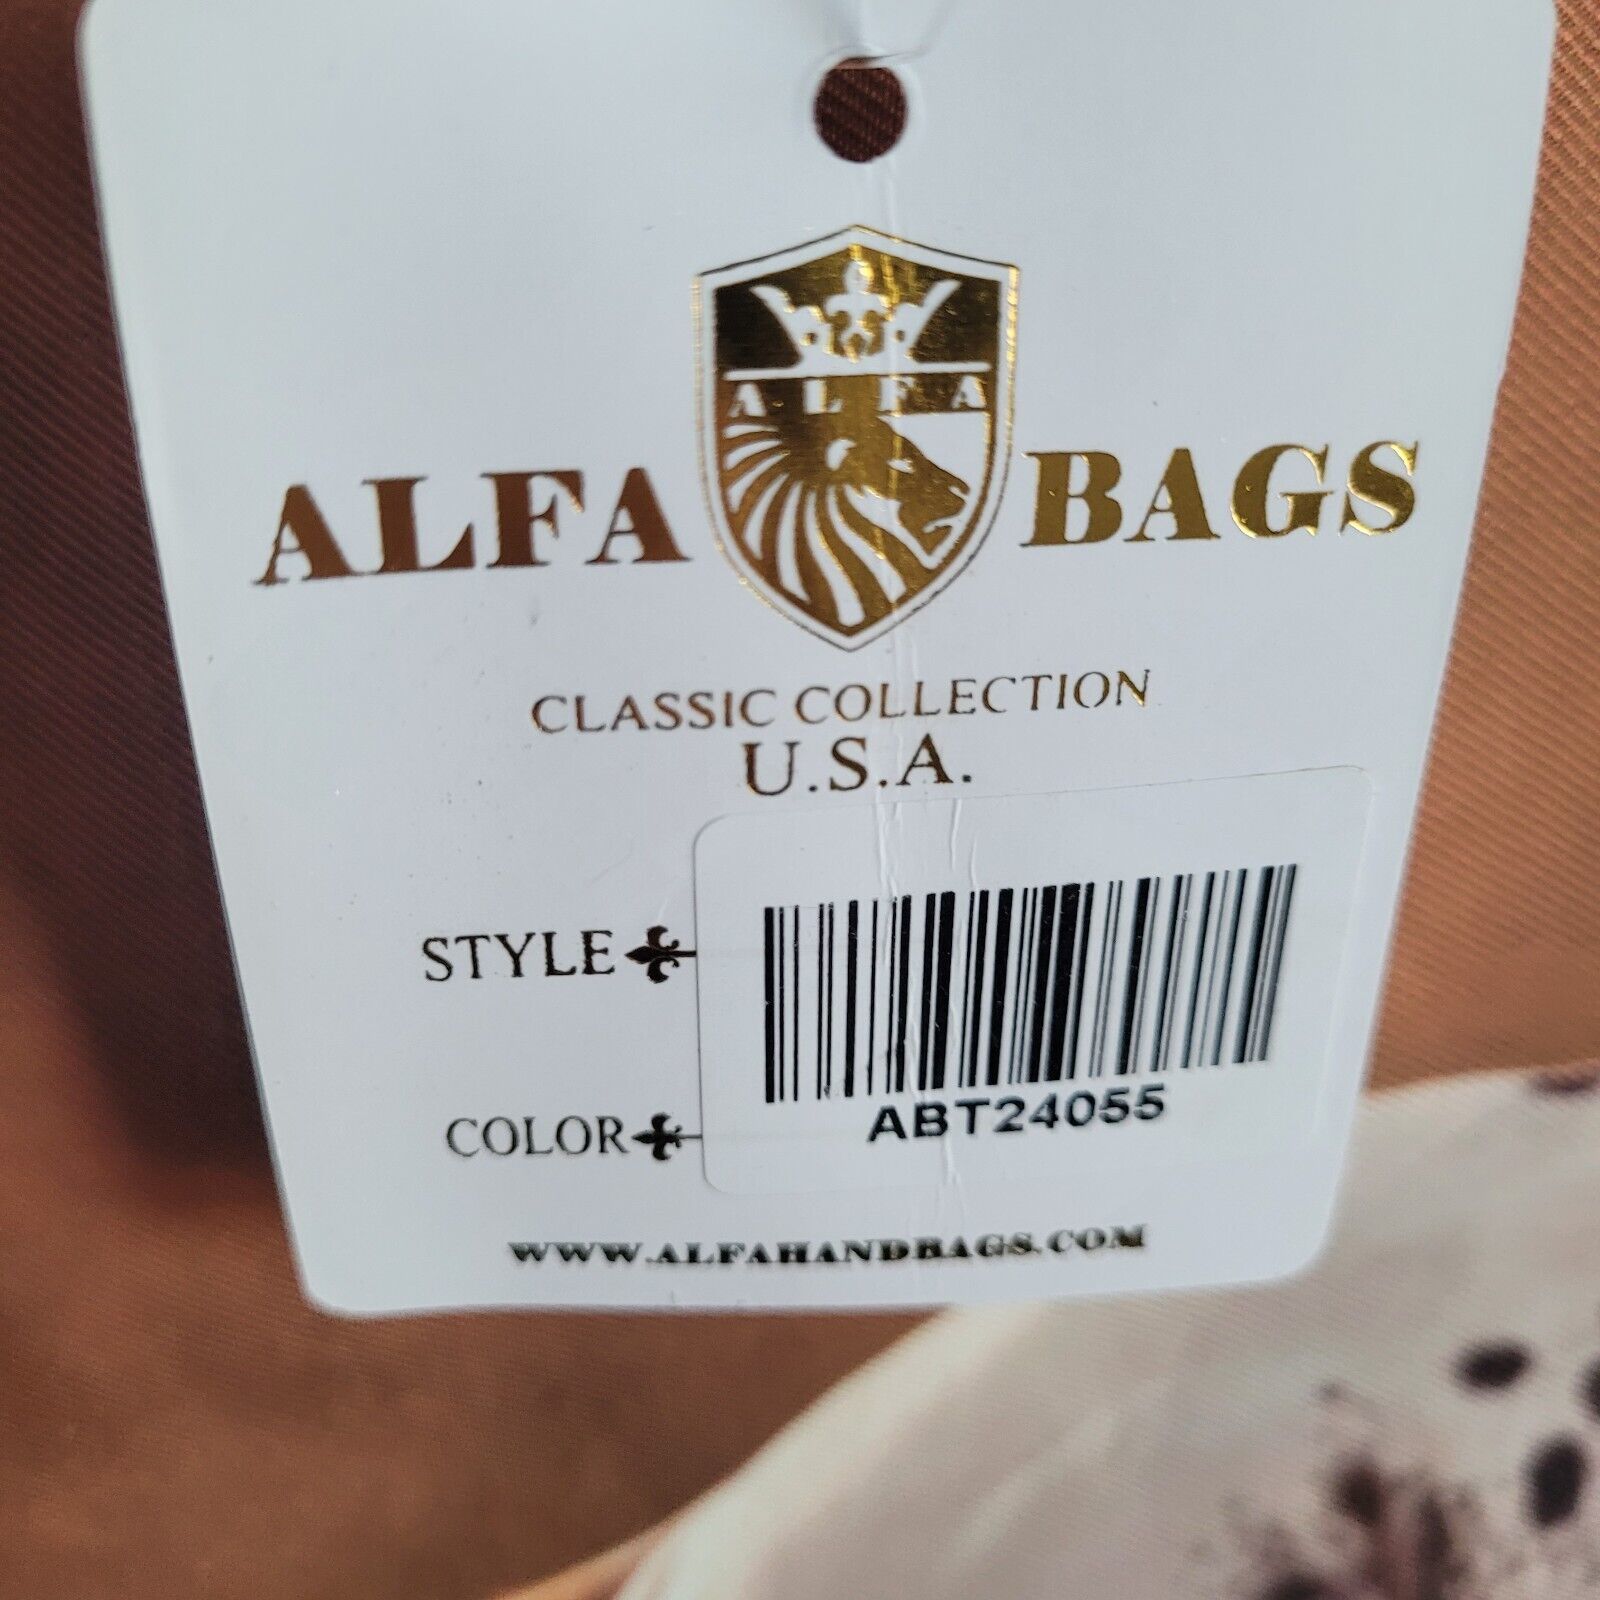 ALFA
ALFA BAGS
CLASSIC COLLECTION
U.S.A.
STYLE
ABT24055
COLOR
WWW.ALFAHANDBAGS.COM